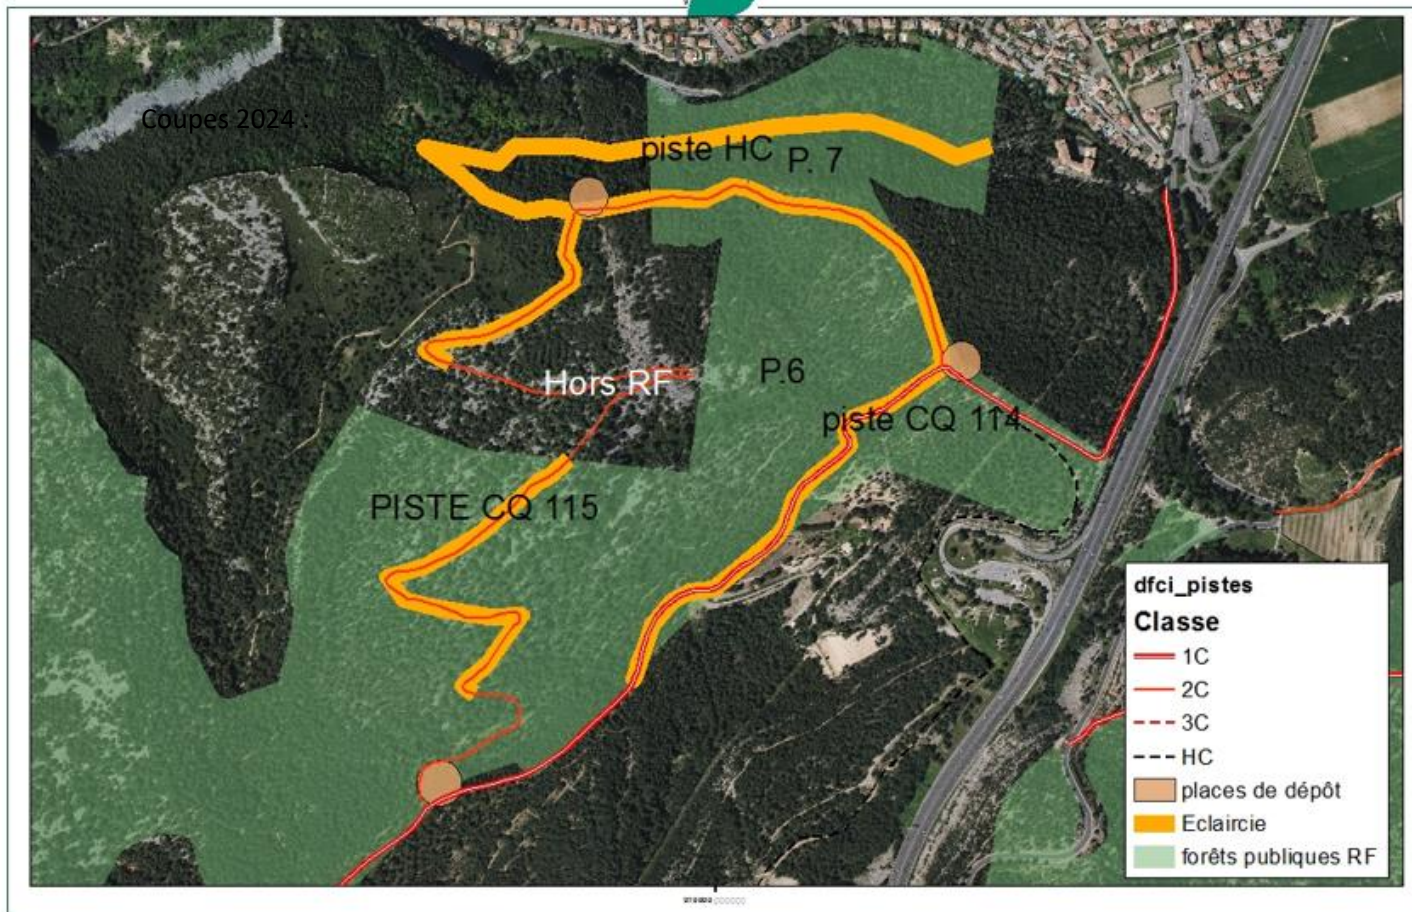 Coupes 2024 :
piste HC
P. 7
Hors RF
P.6
piste CQ 114
PISTE CQ 115
dfci_pistes
Classe
1C
2C
3C
HC
places de dépôt
Eclaircie
forêts publiques RF